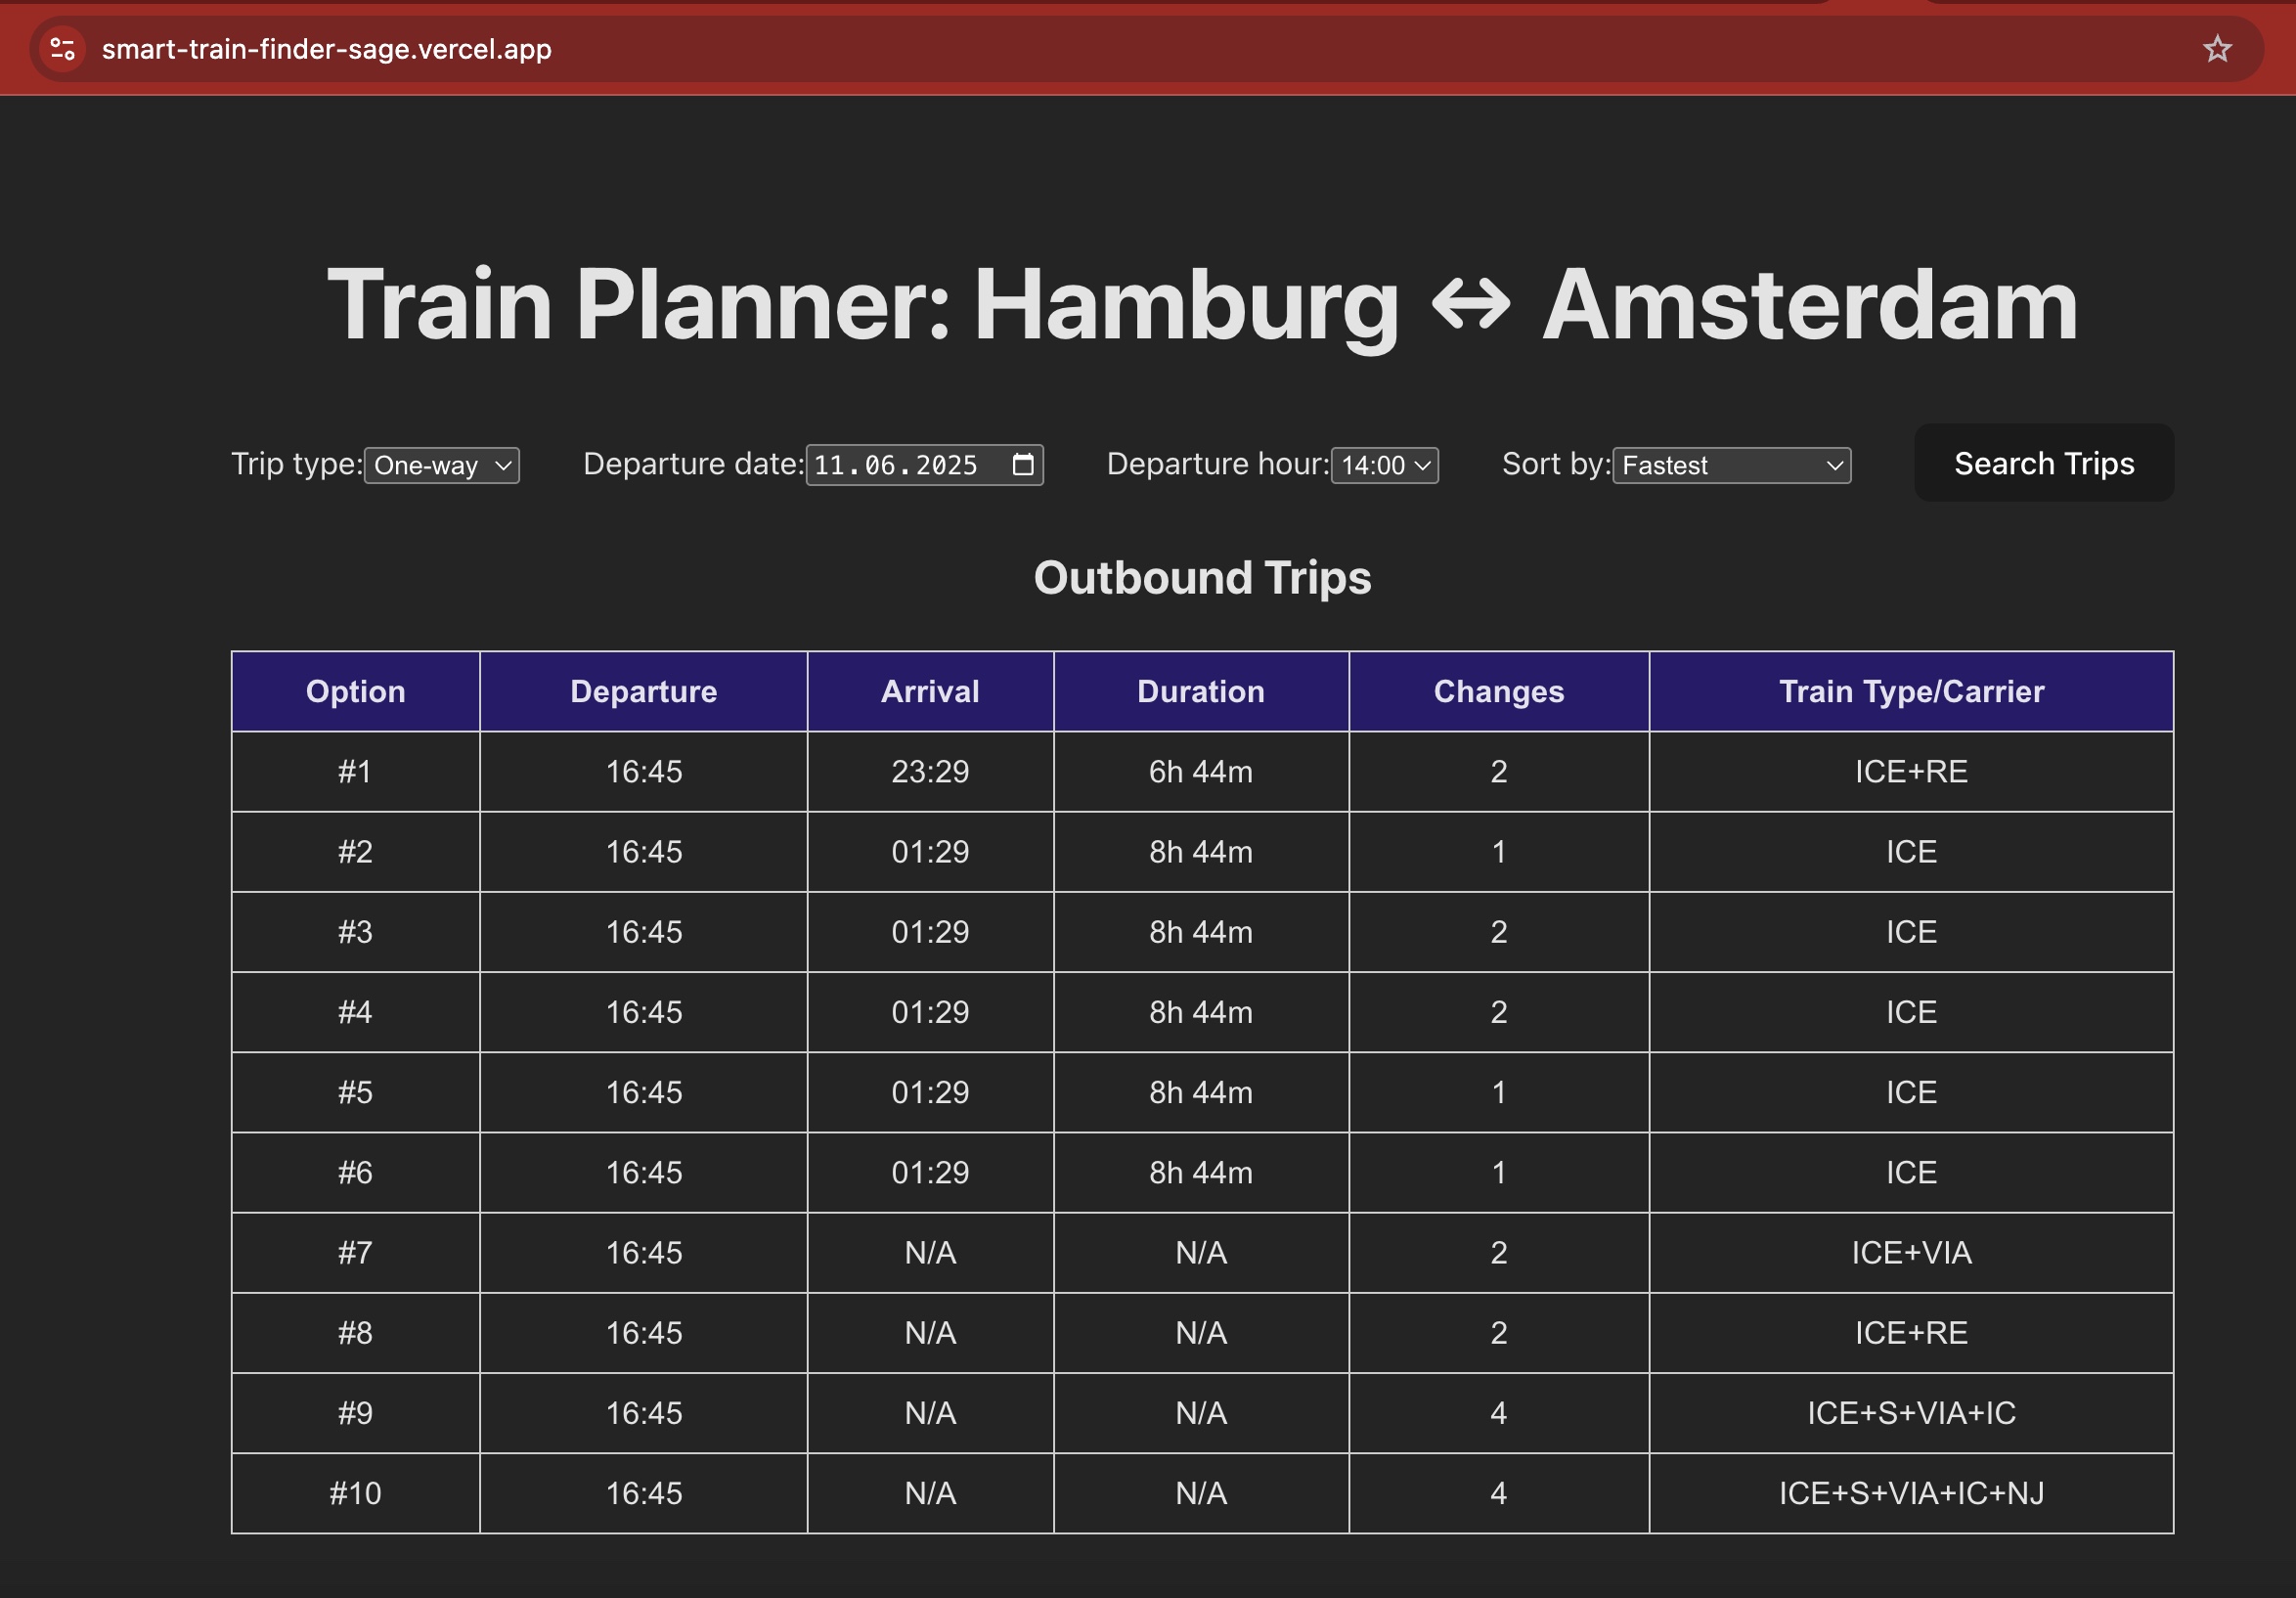 smart-train-finder-sage.vercel.app
Train Planner: Hamburg ↔ Amsterdam
Trip type: One-way Departure date: 11.06.2025 Departure hour: 14:00 Sort by: Fastest Search Trips
Outbound Trips
Option Departure Arrival Duration Changes Train Type/Carrier
#1 16:45 23:29 6h 44m 2 ICE+RE
#2 16:45 01:29 8h 44m 1 ICE
#3 16:45 01:29 8h 44m 2 ICE
#4 16:45 01:29 8h 44m 2 ICE
#5 16:45 01:29 8h 44m 1 ICE
#6 16:45 01:29 8h 44m 1 ICE
#7 16:45 N/A N/A 2 ICE+VIA
#8 16:45 N/A N/A 2 ICE+RE
#9 16:45 N/A N/A 4 ICE+S+VIA+IC
#10 16:45 N/A N/A 4 ICE+S+VIA+IC+NJ